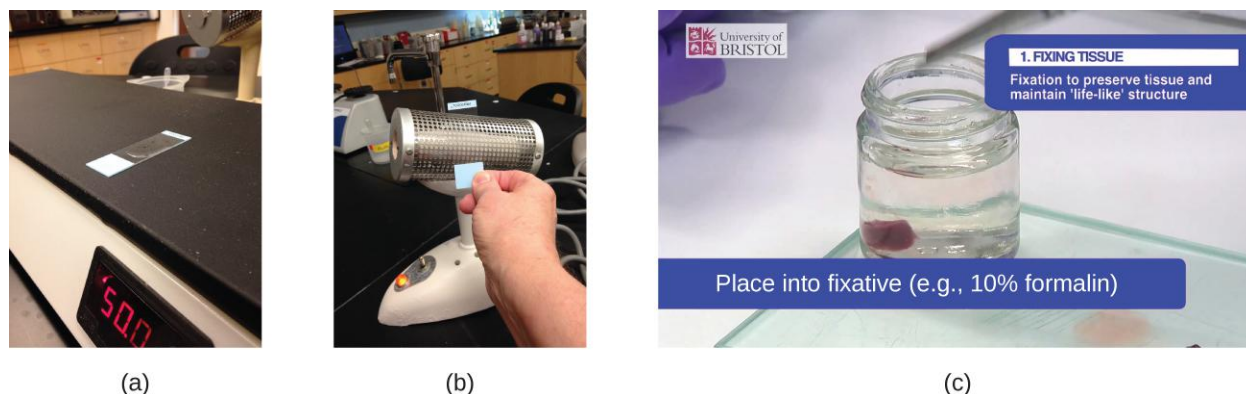 50.0
University of
BRISTOL
1. FIXING TISSUE
Fixation to preserve tissue and
maintain 'life-like' structure
Place into fixative (e.g., 10% formalin)
(a)
(b)
(c)